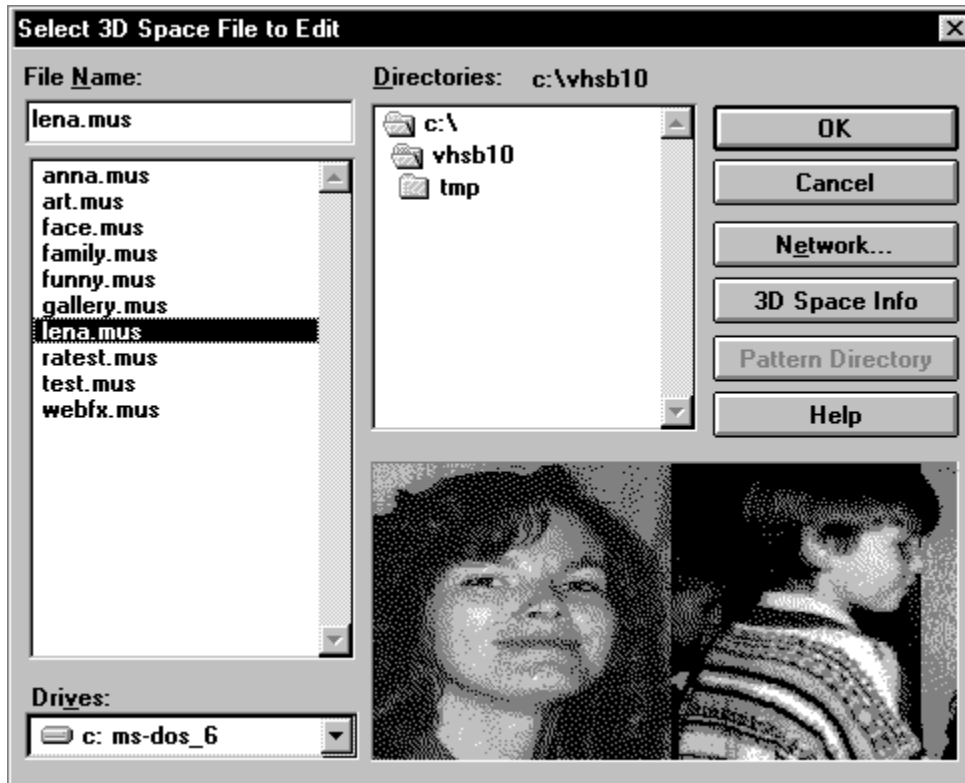 Select 3D Space File to Edit
File Name:
lena.mus
anna.mus
art.mus
face.mus
family.mus
funny.mus
gallery.mus
lena.mus
ratest.mus
test.mus
webfx.mus
Drives:
c: ms-dos_6
Directories: c:\vhsb10
c:\
vhsb10
tmp
OK
Cancel
Network...
3D Space Info
Pattern Directory
Help